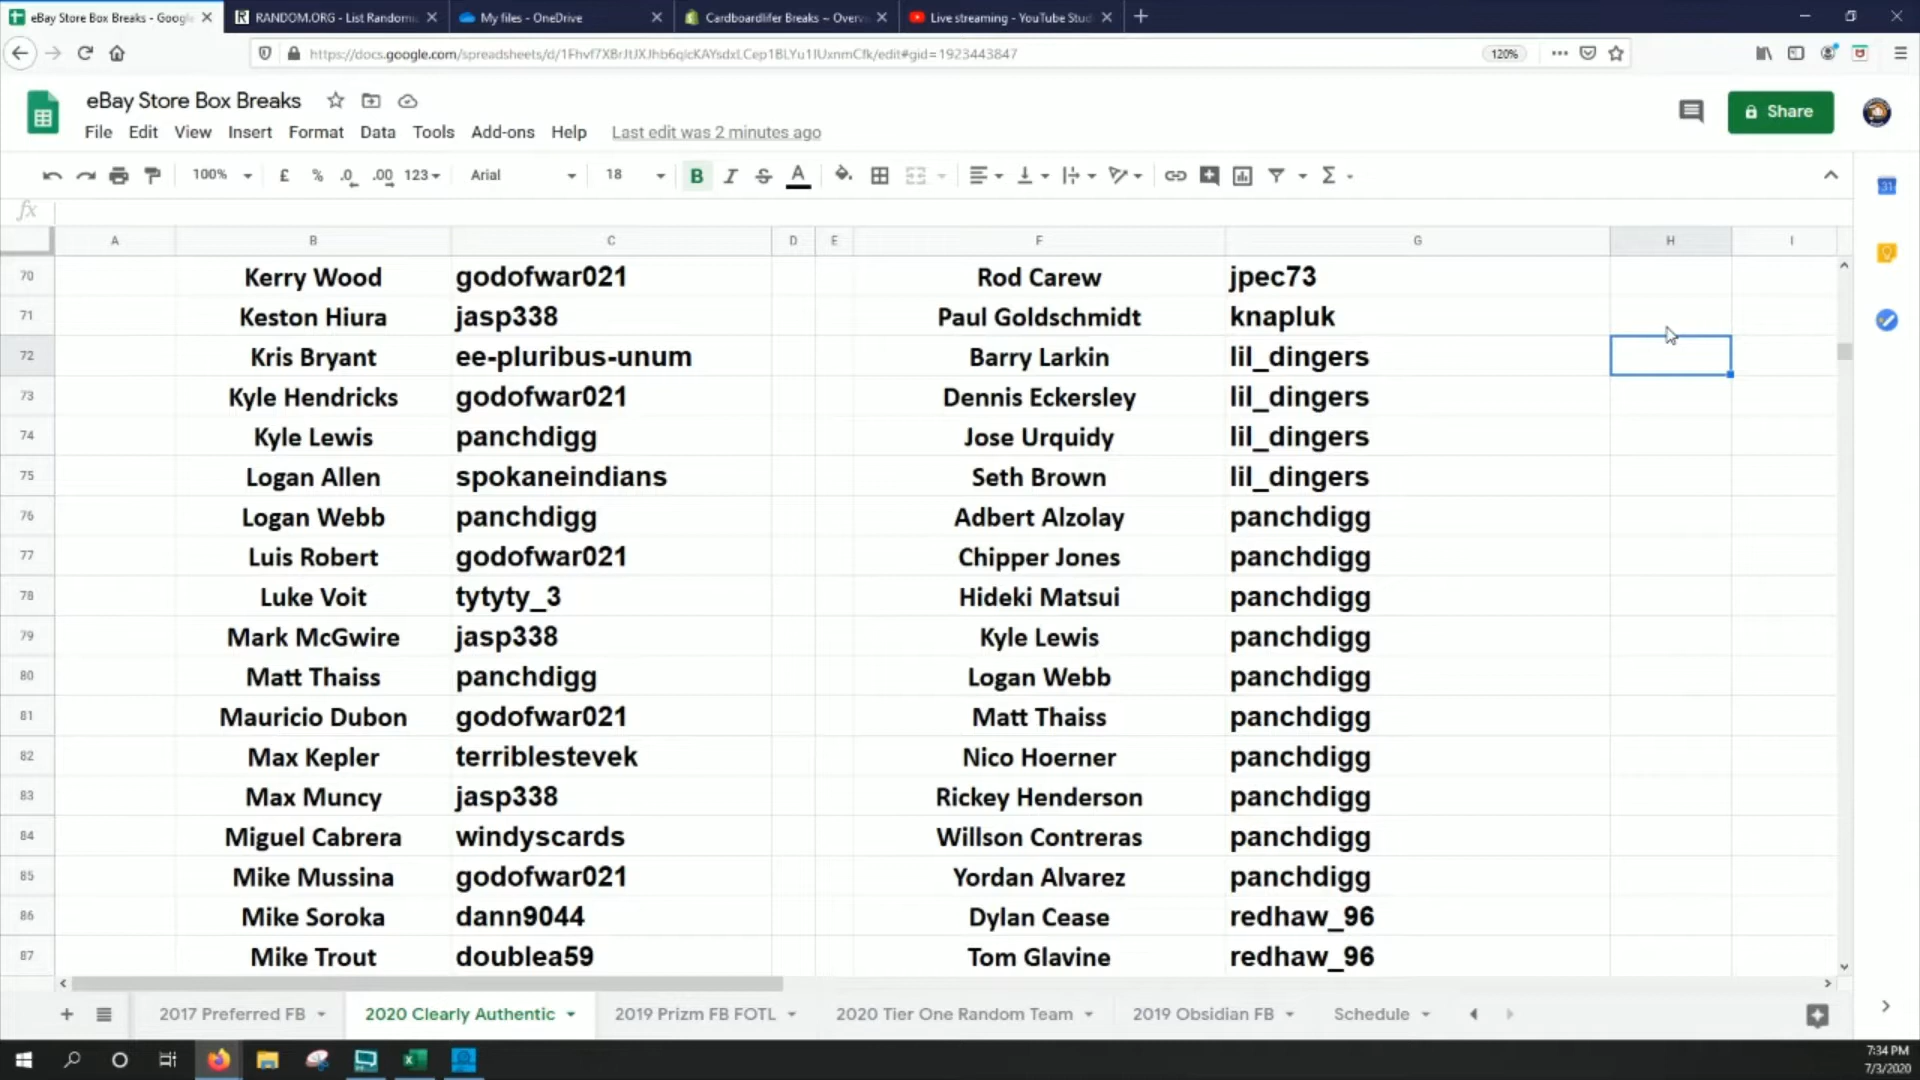 eBay Store Box Breaks - Google
RANDOM.ORG - List Randomi
My files - OneDrive
Cardboardlifer Breaks ~ Overv
Live streaming - YouTube Stud
120%
eBay Store Box Breaks
File Edit View Insert Format Data Tools Add-ons Help Last edit was 2 minutes ago
Share
100% £ % .0 .00 123 Arial 18 B I S A Σ
31
fx
A B C D E F G H I
70 Kerry Wood godofwar021 Rod Carew jpec73
71 Keston Hiura jasp338 Paul Goldschmidt knapluk
72 Kris Bryant ee-pluribus-unum Barry Larkin lil_dingers
73 Kyle Hendricks godofwar021 Dennis Eckersley lil_dingers
74 Kyle Lewis panchdigg Jose Urquidy lil_dingers
75 Logan Allen spokaneindians Seth Brown lil_dingers
76 Logan Webb panchdigg Adbert Alzolay panchdigg
77 Luis Robert godofwar021 Chipper Jones panchdigg
78 Luke Voit tytyty_3 Hideki Matsui panchdigg
79 Mark McGwire jasp338 Kyle Lewis panchdigg
80 Matt Thaiss panchdigg Logan Webb panchdigg
81 Mauricio Dubon godofwar021 Matt Thaiss panchdigg
82 Max Kepler terriblestevek Nico Hoerner panchdigg
83 Max Muncy jasp338 Rickey Henderson panchdigg
84 Miguel Cabrera windyscards Willson Contreras panchdigg
85 Mike Mussina godofwar021 Yordan Alvarez panchdigg
86 Mike Soroka dann9044 Dylan Cease redhaw_96
87 Mike Trout doublea59 Tom Glavine redhaw_96
2017 Preferred FB 2020 Clearly Authentic 2019 Prizm FB FOTL 2020 Tier One Random Team 2019 Obsidian FB Schedule
7:34 PM
7/3/2020